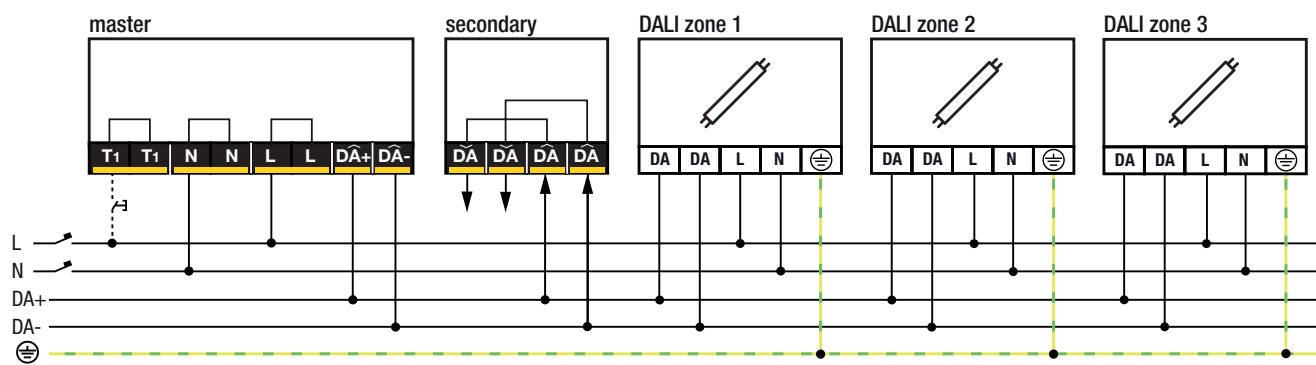 master secondary DALI zone 1 DALI zone 2 DALI zone 3
T1 T1 N N L L DA+ DA- DA DA DA DA DA DA L N DA DA L N DA DA L N
L
N
DA+
DA-